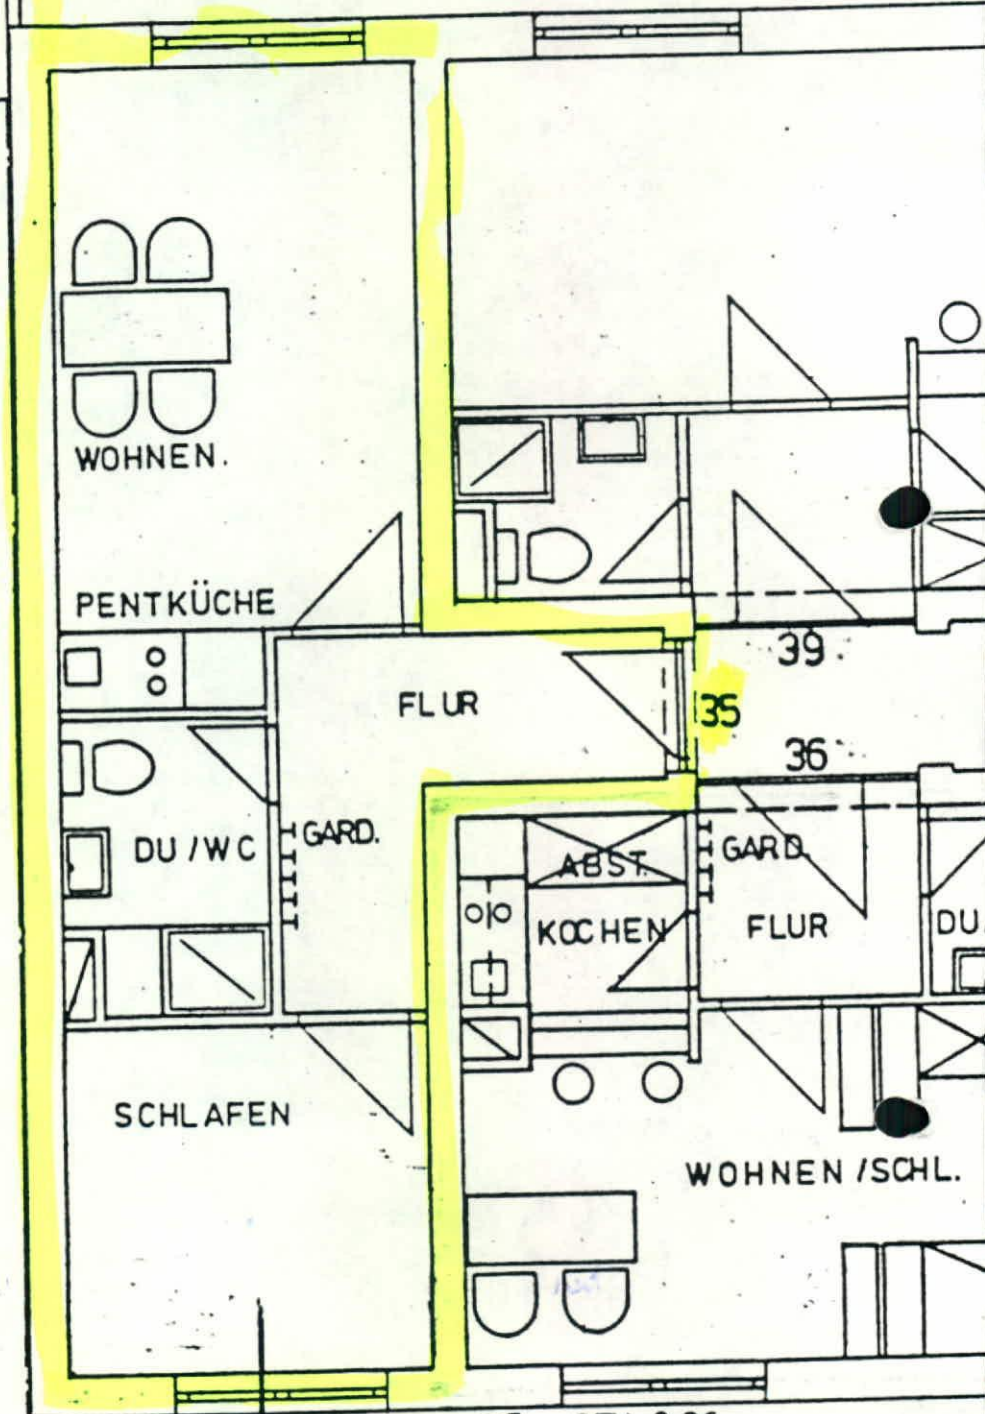 WOHNEN.
PENTKÜCHE
39
FLUR
35
36
DU/WC
GARD.
ABST.
GARD.
KOCHEN
FLUR
DU.
SCHLAFEN
WOHNEN/SCHL.